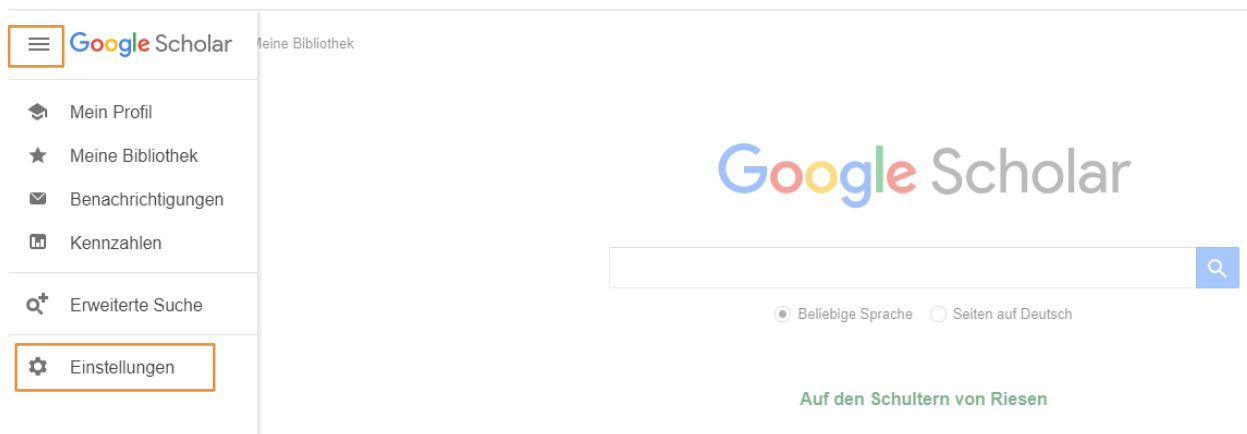 Google Scholar
Meine Bibliothek
Mein Profil
Meine Bibliothek
Benachrichtigungen
Kennzahlen
Erweiterte Suche
Einstellungen
Google Scholar
Beliebige Sprache Seiten auf Deutsch
Auf den Schultern von Riesen